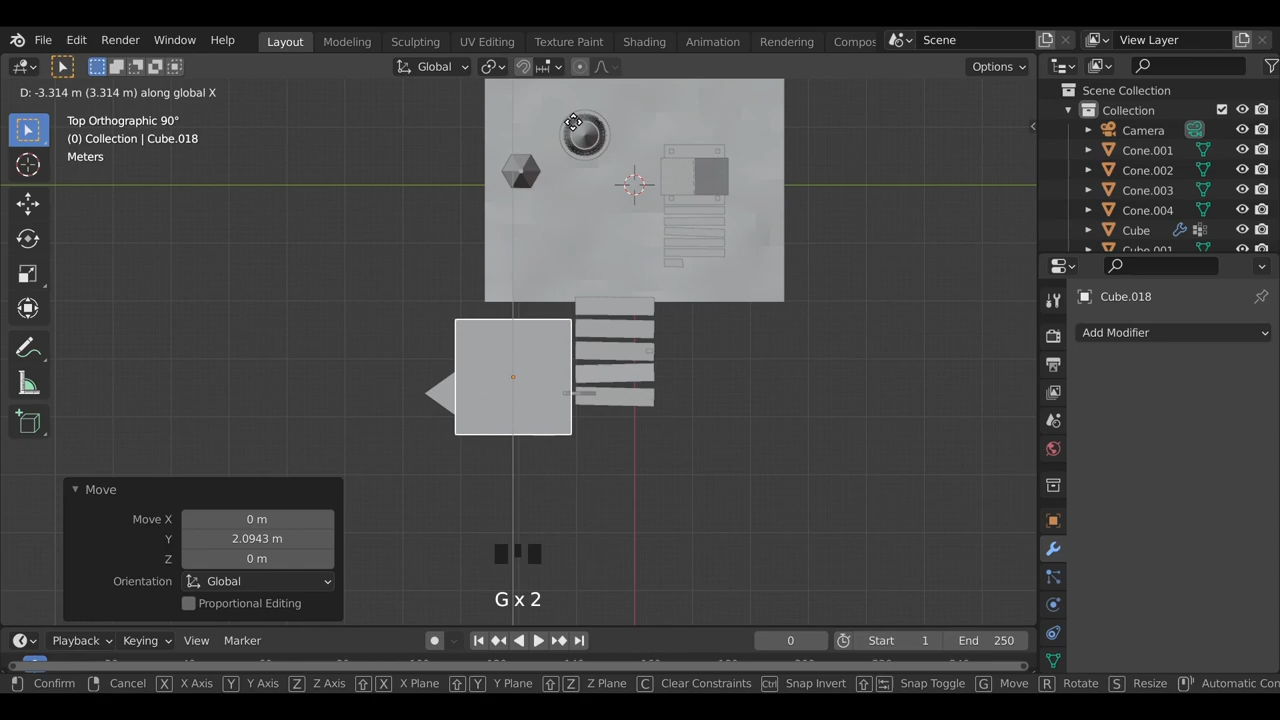 File Edit Render Window Help Layout Modeling Sculpting UV Editing Texture Paint Shading Animation Rendering Compos Scene View Layer
Global Options
D: -3.314 m (3.314 m) along global X
Top Orthographic 90°
(0) Collection | Cube.018
Meters
Scene Collection
Collection
Camera
Cone.001
Cone.002
Cone.003
Cone.004
Cube
Cube.001
Cube.018
Add Modifier
Move
Move X 0 m
Y 2.0943 m
Z 0 m
Orientation Global
Proportional Editing
G x 2
Playback Keying View Marker 0 Start 1 End 250
Confirm Cancel X X Axis Y Y Axis Z Z Axis X X Plane Y Y Plane Z Z Plane C Clear Constraints Ctrl Snap Invert Snap Toggle G Move R Rotate S Resize Automatic Con